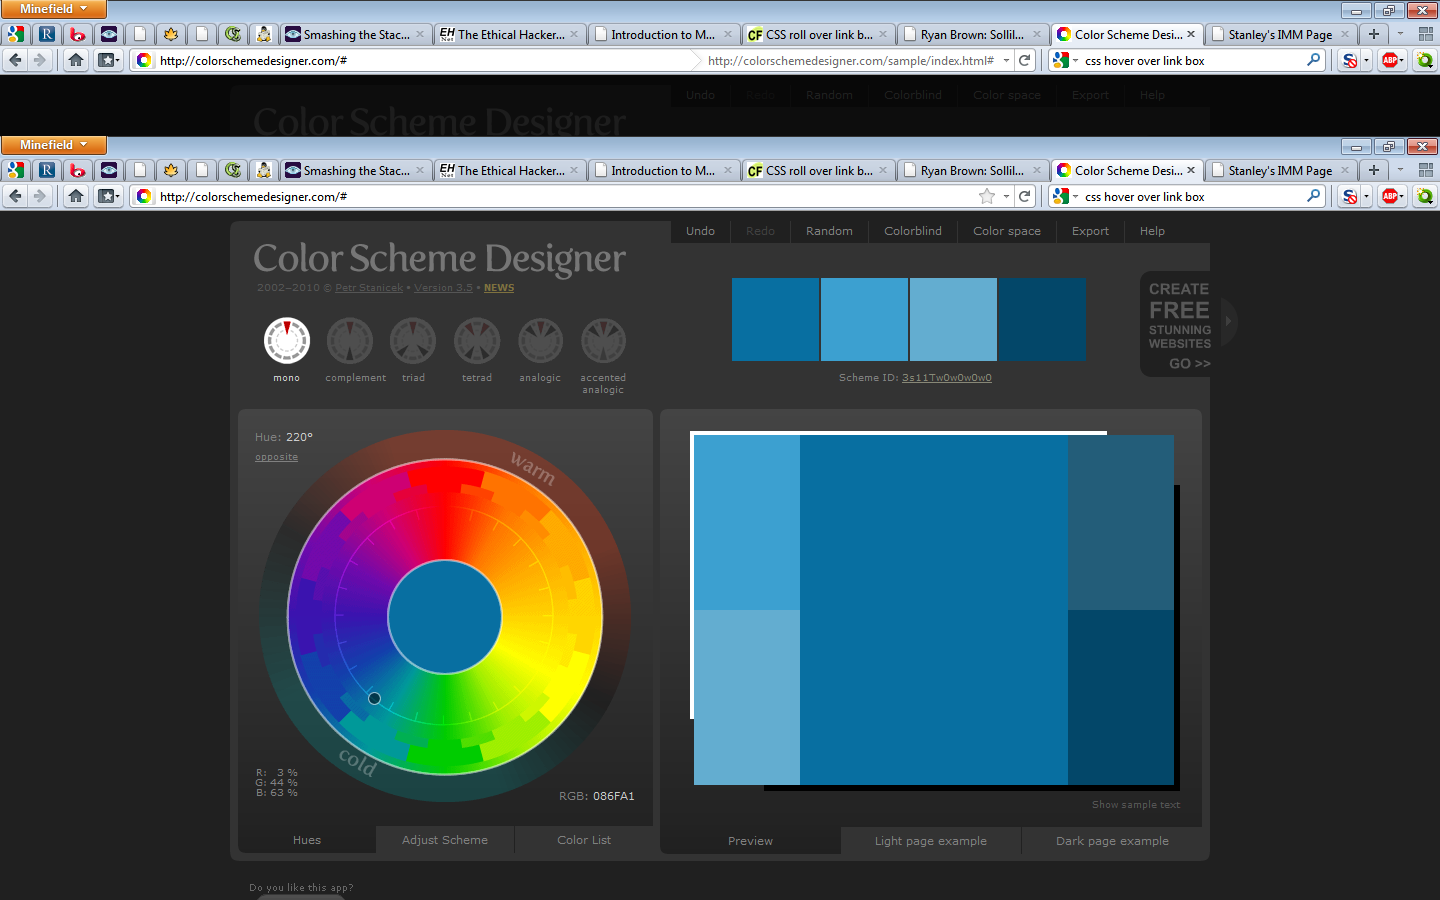 Minefield
Smashing the Stac... EH Net The Ethical Hacker... Introduction to M... CF CSS roll over link b... Ryan Brown: Sollil... Color Scheme Desi... Stanley's IMM Page
http://colorschemedesigner.com/# http://colorschemedesigner.com/sample/index.html# css hover over link box ABP
Undo Redo Random Colorblind Color space Export Help
Color Scheme Designer
Minefield
Smashing the Stac... EH Net The Ethical Hacker... Introduction to M... CF CSS roll over link b... Ryan Brown: Sollil... Color Scheme Desi... Stanley's IMM Page
http://colorschemedesigner.com/# css hover over link box ABP
Undo Redo Random Colorblind Color space Export Help
Color Scheme Designer
2002–2010 © Petr Stanicek • Version 3.5 • NEWS
mono complement triad tetrad analogic accented
analogic
Scheme ID: 3s11Tw0w0w0w0
CREATE
FREE
STUNNING
WEBSITES
GO >>
Hue: 220°
opposite
warm
cold
R: 3 %
G: 44 %
B: 63 %
RGB: 086FA1
Hues Adjust Scheme Color List
Show sample text
Preview Light page example Dark page example
Do you like this app?